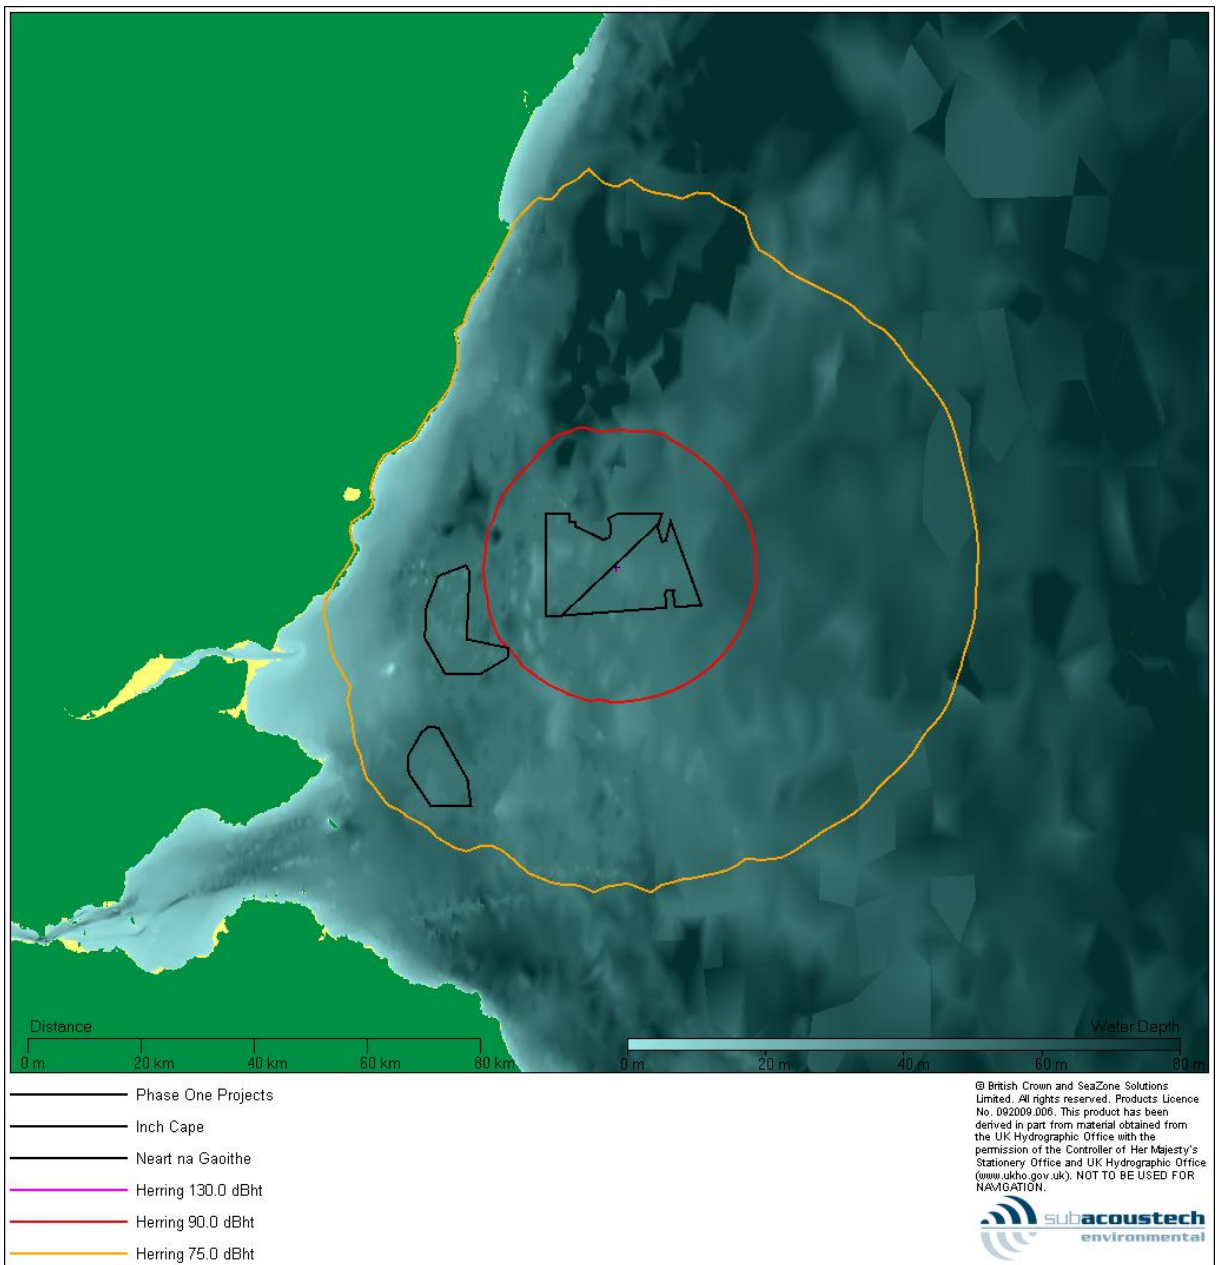 Distance
0 m 20 km 40 km 60 km 80 km
Water Depth
0 m 20 m 40 m 60 m 80 m
Phase One Projects
Inch Cape
Neart na Gaoithe
Herring 130.0 dBht
Herring 90.0 dBht
Herring 75.0 dBht
© British Crown and SeaZone Solutions
Limited. All rights reserved. Products Licence
No. 092009.006. This product has been
derived in part from material obtained from
the UK Hydrographic Office with the
permission of the Controller of Her Majesty's
Stationery Office and UK Hydrographic Office
(www.ukho.gov.uk). NOT TO BE USED FOR
NAVIGATION.
subacoustech
environmental